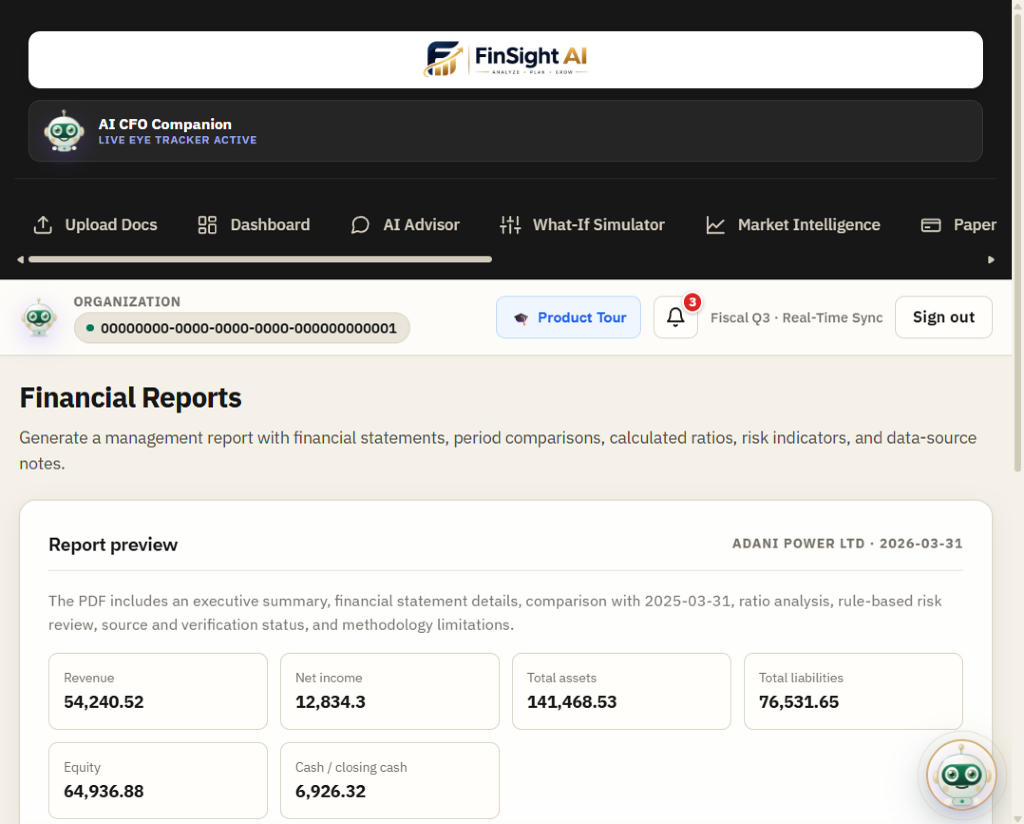 FinSight AI
ANALYZE • PLAN • GROW
AI CFO Companion
LIVE EYE TRACKER ACTIVE
Upload Docs
Dashboard
AI Advisor
What-If Simulator
Market Intelligence
Paper
ORGANIZATION
00000000-0000-0000-0000-000000000001
Product Tour
3
Fiscal Q3 · Real-Time Sync
Sign out
Financial Reports
Generate a management report with financial statements, period comparisons, calculated ratios, risk indicators, and data-source
notes.
Report preview
ADANI POWER LTD · 2026-03-31
The PDF includes an executive summary, financial statement details, comparison with 2025-03-31, ratio analysis, rule-based risk
review, source and verification status, and methodology limitations.
Revenue
54,240.52
Net income
12,834.3
Total assets
141,468.53
Total liabilities
76,531.65
Equity
64,936.88
Cash / closing cash
6,926.32